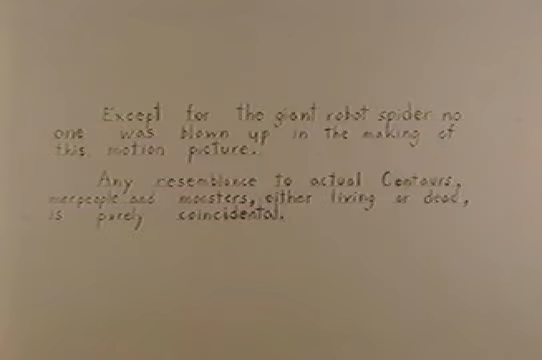 Except for the giant robot spider no
one was blown up in the making of
this motion picture.
Any resemblance to actual Centaurs,
merpeople and monsters, either living or dead,
is purely coincidental.